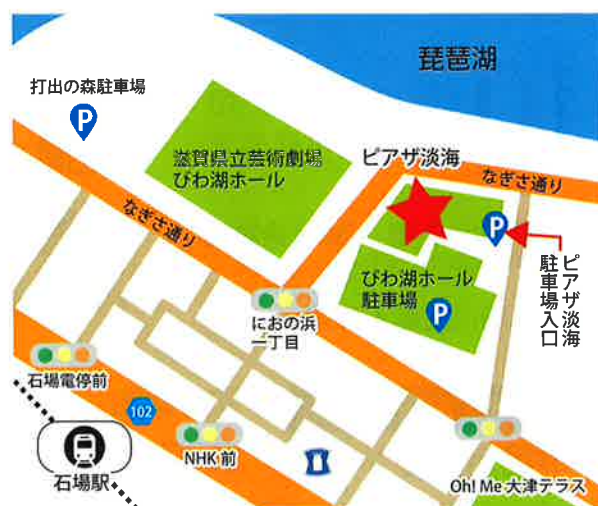 琵琶湖
打出の森駐車場
P
滋賀県立芸術劇場
びわ湖ホール
ピアザ淡海
なぎさ通り
なぎさ通り
P
ピアザ淡海
駐車場入口
びわ湖ホール
駐車場
P
におの浜
一丁目
石場電停前
102
NHK 前
石場駅
Oh! Me 大津テラス